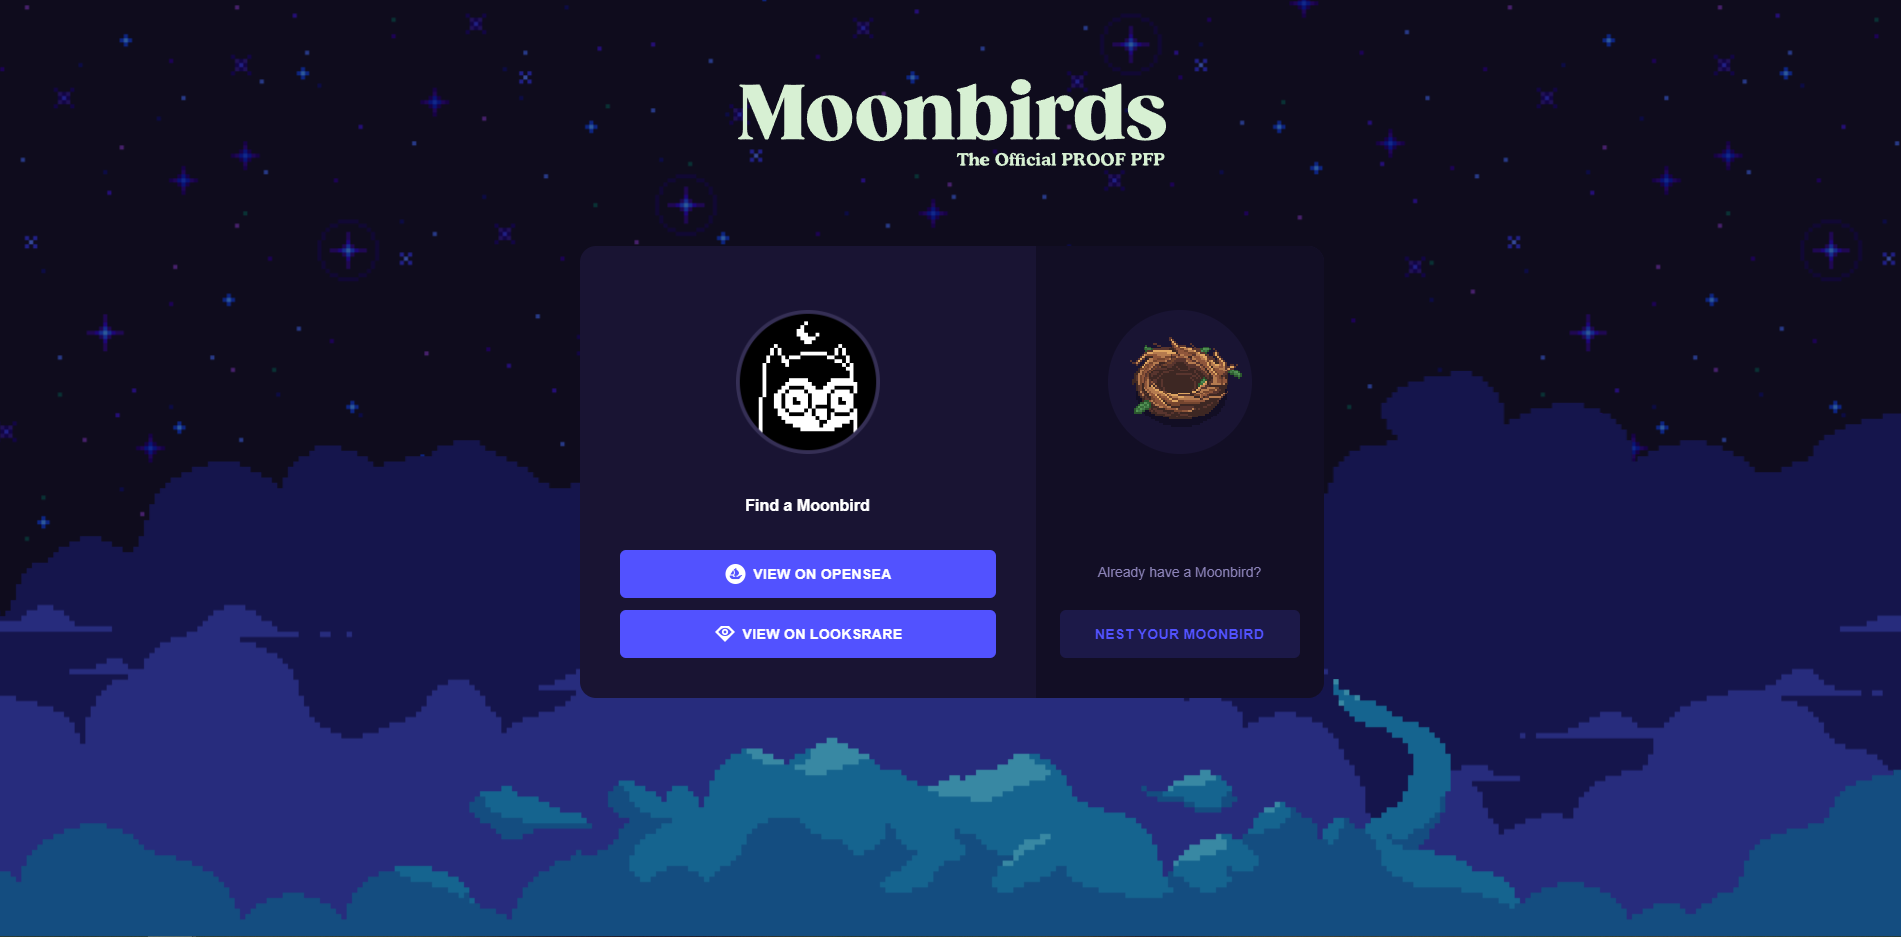 Moonbirds
The Official PROOF PFP
Find a Moonbird
VIEW ON OPENSEA
VIEW ON LOOKSRARE
Already have a Moonbird?
NEST YOUR MOONBIRD